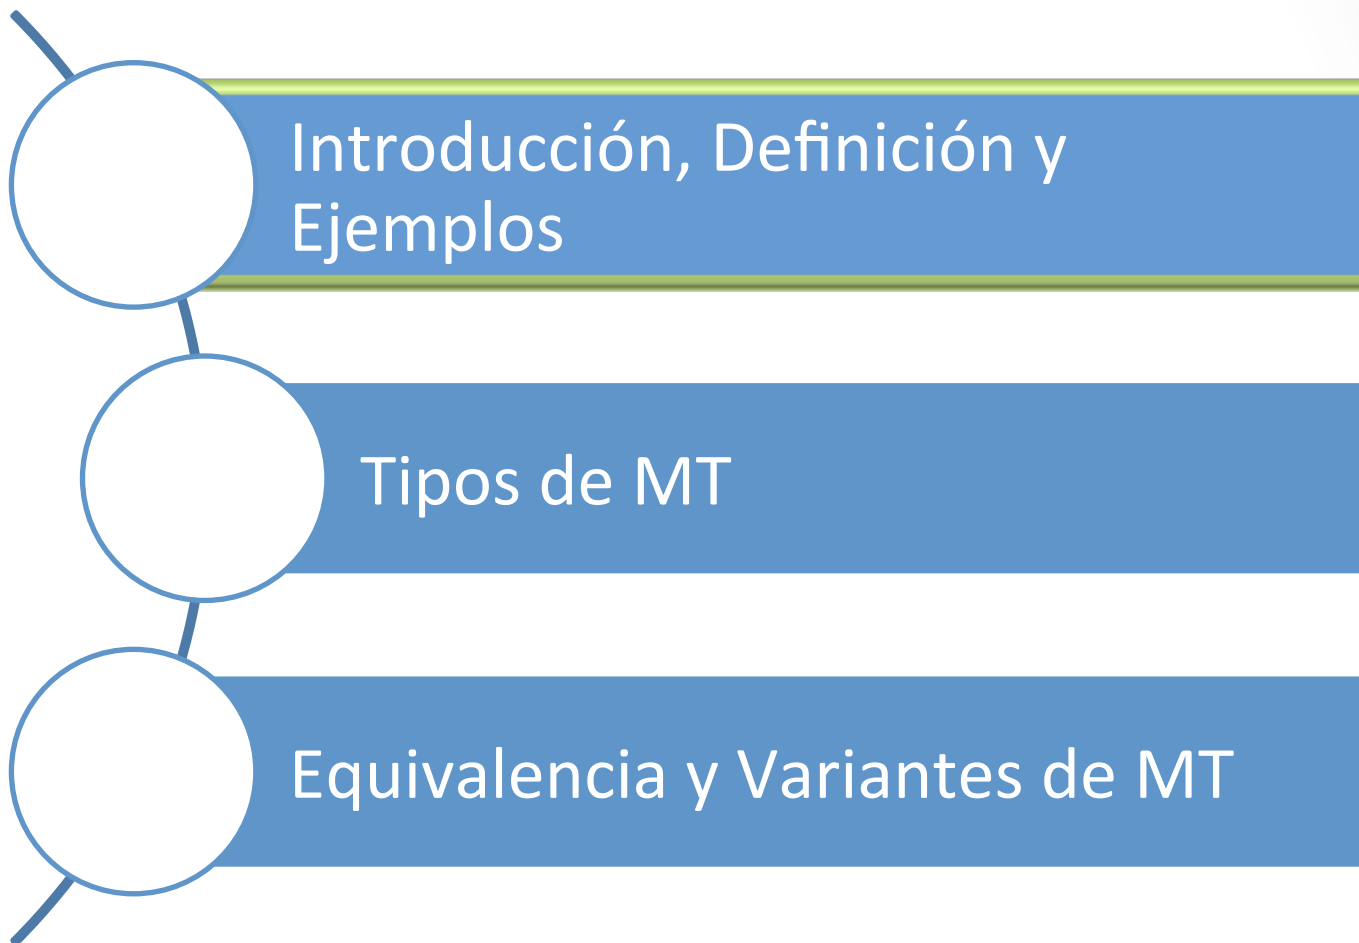 Introducción, Definición y
Ejemplos
Tipos de MT
Equivalencia y Variantes de MT